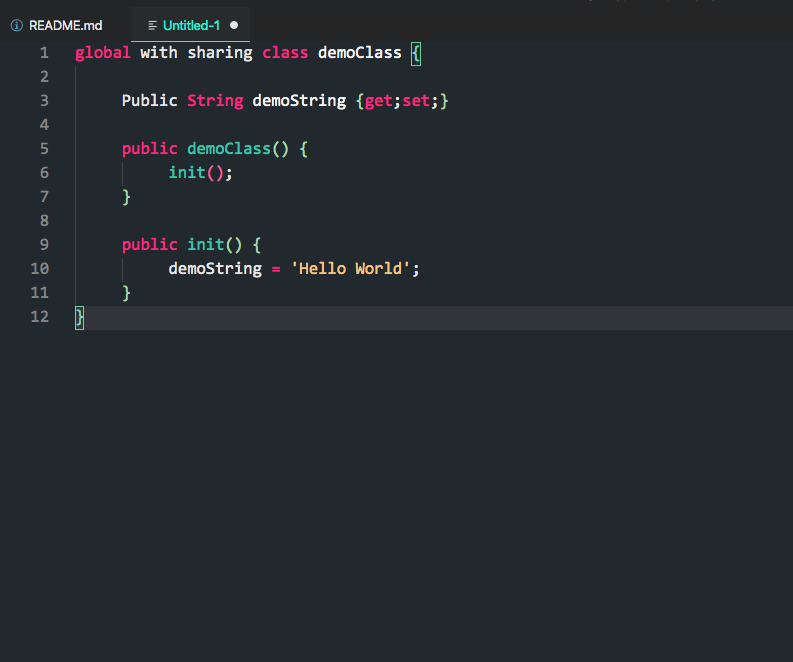 README.md
Untitled-1
1 global with sharing class demoClass {
2
3 Public String demoString {get;set;}
4
5 public demoClass() {
6 init();
7 }
8
9 public init() {
10 demoString = 'Hello World';
11 }
12 }